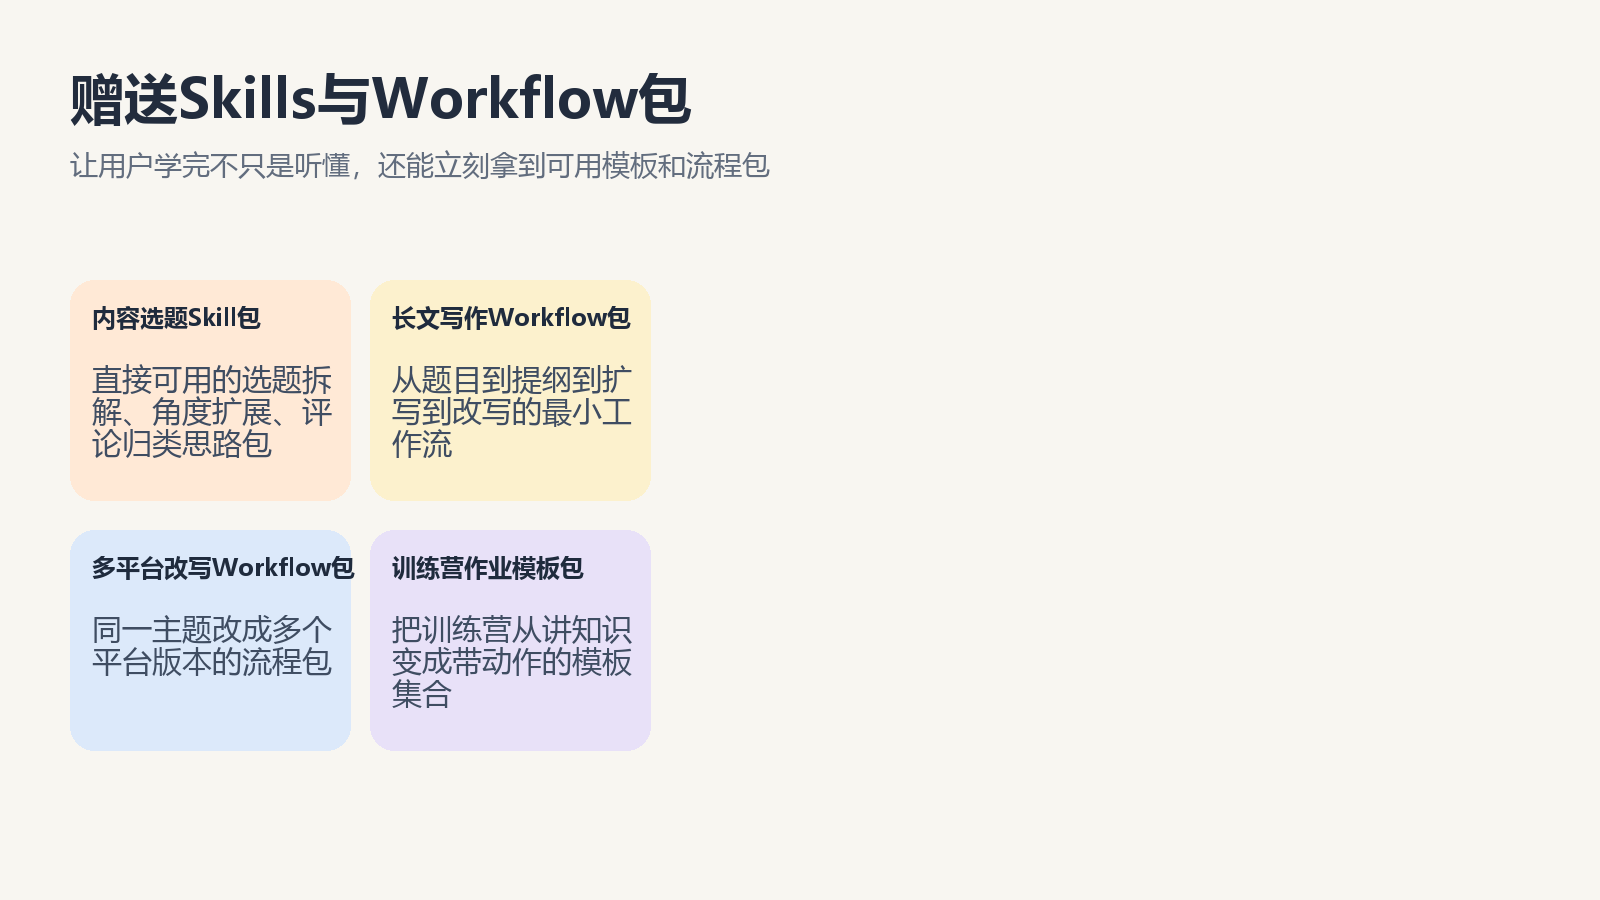 赠送Skills与Workflow包
让用户学完不只是听懂，还能立刻拿到可用模板和流程包
内容选题Skill包
直接可用的选题拆
解、角度扩展、评
论归类思路包
长文写作Workflow包
从题目到提纲到扩
写到改写的最小工
作流
多平台改写Workflow包
同一主题改成多个
平台版本的流程包
训练营作业模板包
把训练营从讲知识
变成带动作的模板
集合